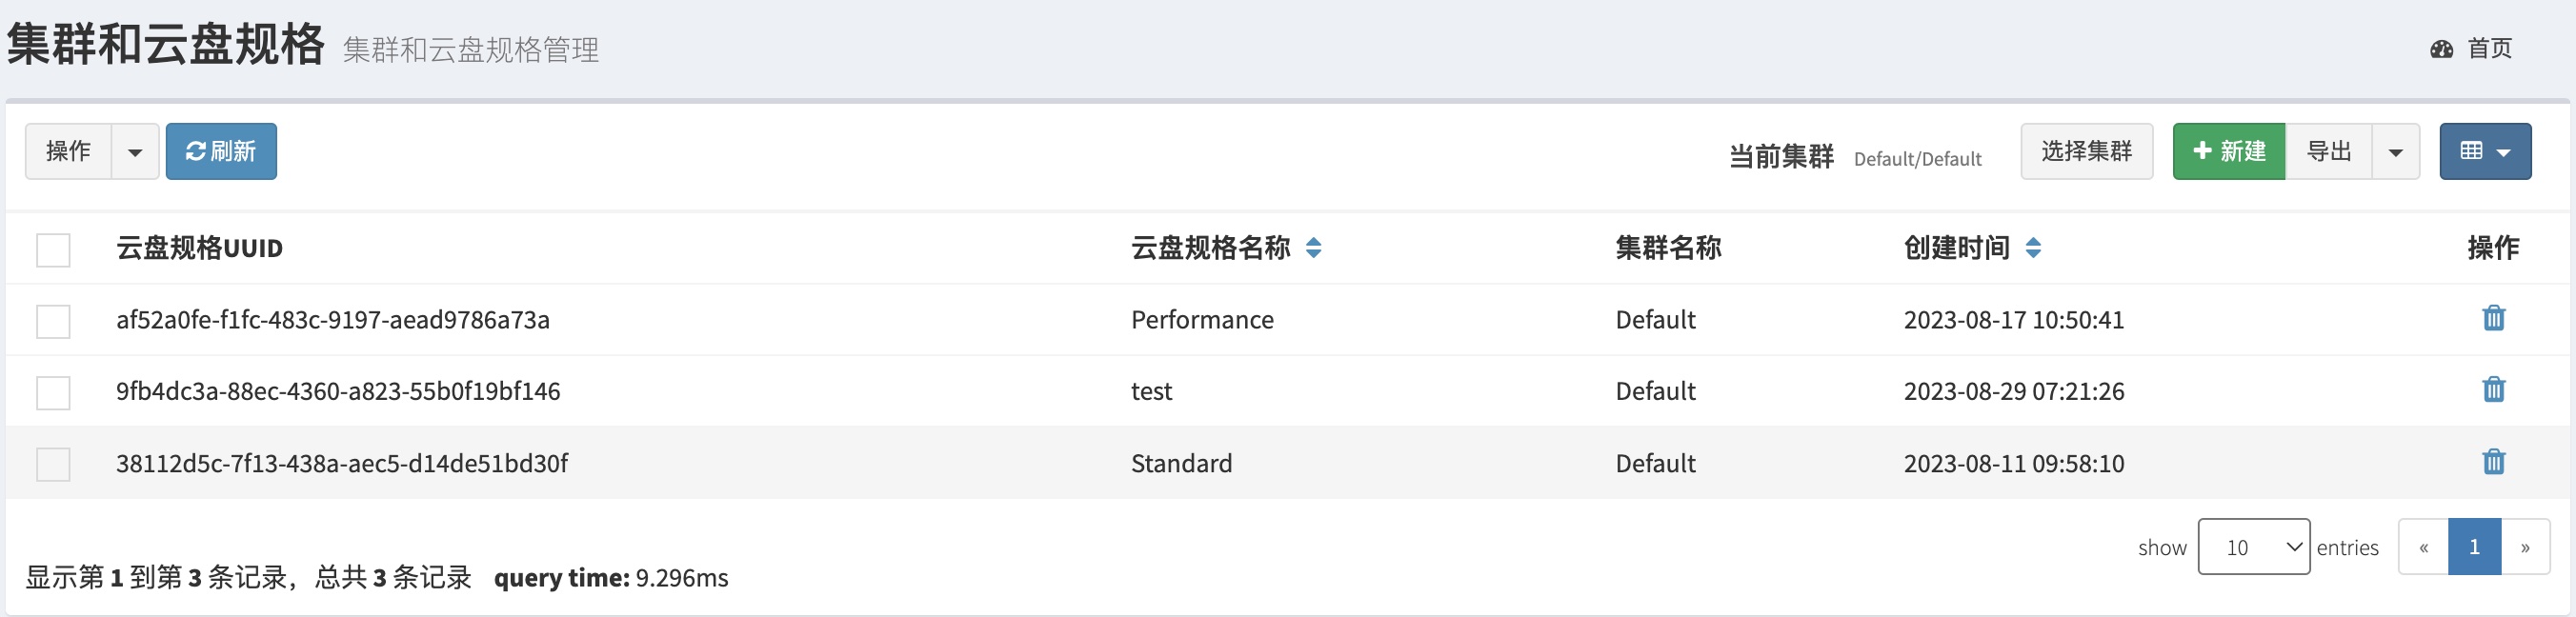 集群和云盘规格 集群和云盘规格管理 首页
操作 刷新 当前集群 Default/Default 选择集群 新建 导出
云盘规格UUID 云盘规格名称 集群名称 创建时间 操作
af52a0fe-f1fc-483c-9197-aead9786a73a Performance Default 2023-08-17 10:50:41
9fb4dc3a-88ec-4360-a823-55b0f19bf146 test Default 2023-08-29 07:21:26
38112d5c-7f13-438a-aec5-d14de51bd30f Standard Default 2023-08-11 09:58:10
show 10 entries « 1 »
显示第 1 到第 3 条记录，总共 3 条记录 query time: 9.296ms